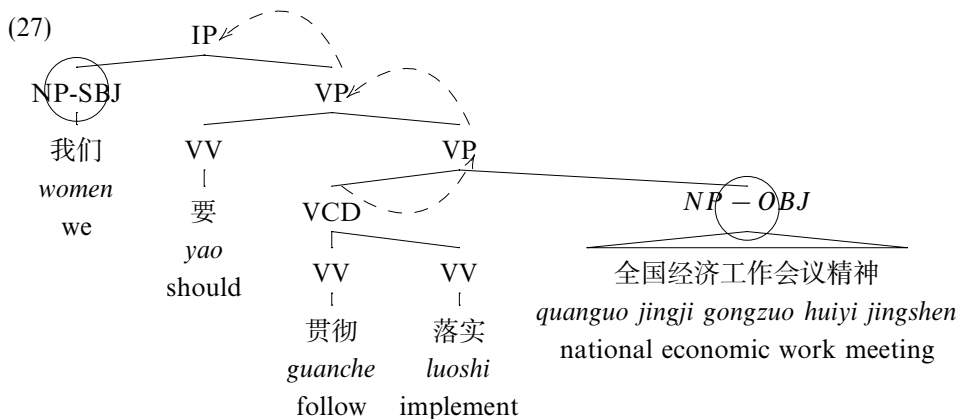 (27)
IP
NP-SBJ VP
我们 VV VP
women
we
要
yao
should
VCD NP − OBJ
VV VV
贯彻 落实
guanche luoshi
follow implement
全国经济工作会议精神
quanguo jingji gongzuo huiyi jingshen
national economic work meeting